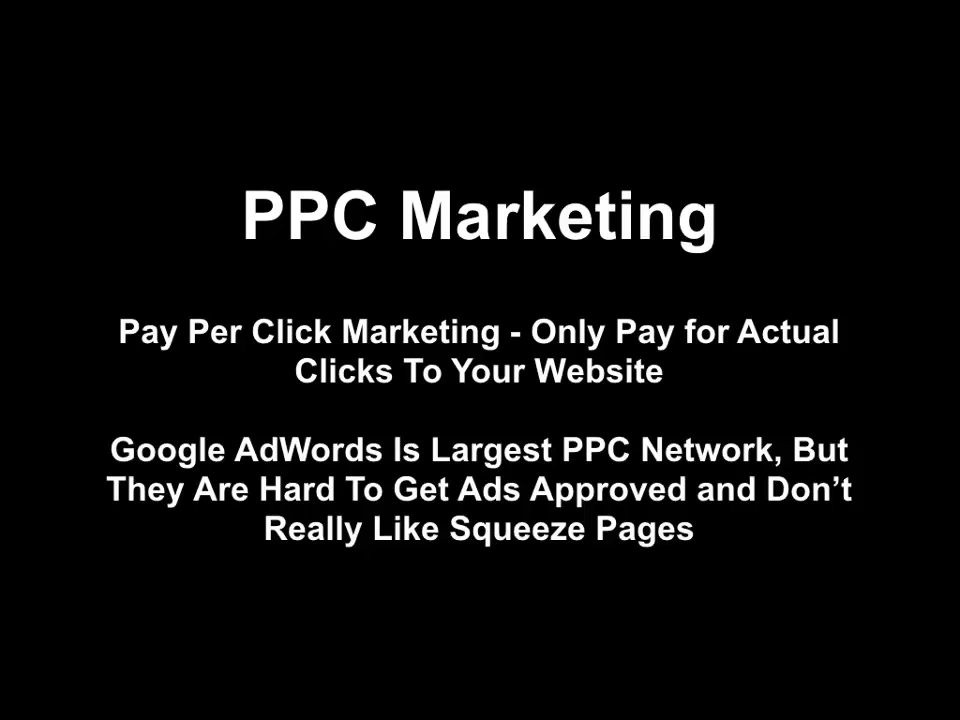 PPC Marketing
Pay Per Click Marketing - Only Pay for Actual
Clicks To Your Website
Google AdWords Is Largest PPC Network, But
They Are Hard To Get Ads Approved and Don’t
Really Like Squeeze Pages